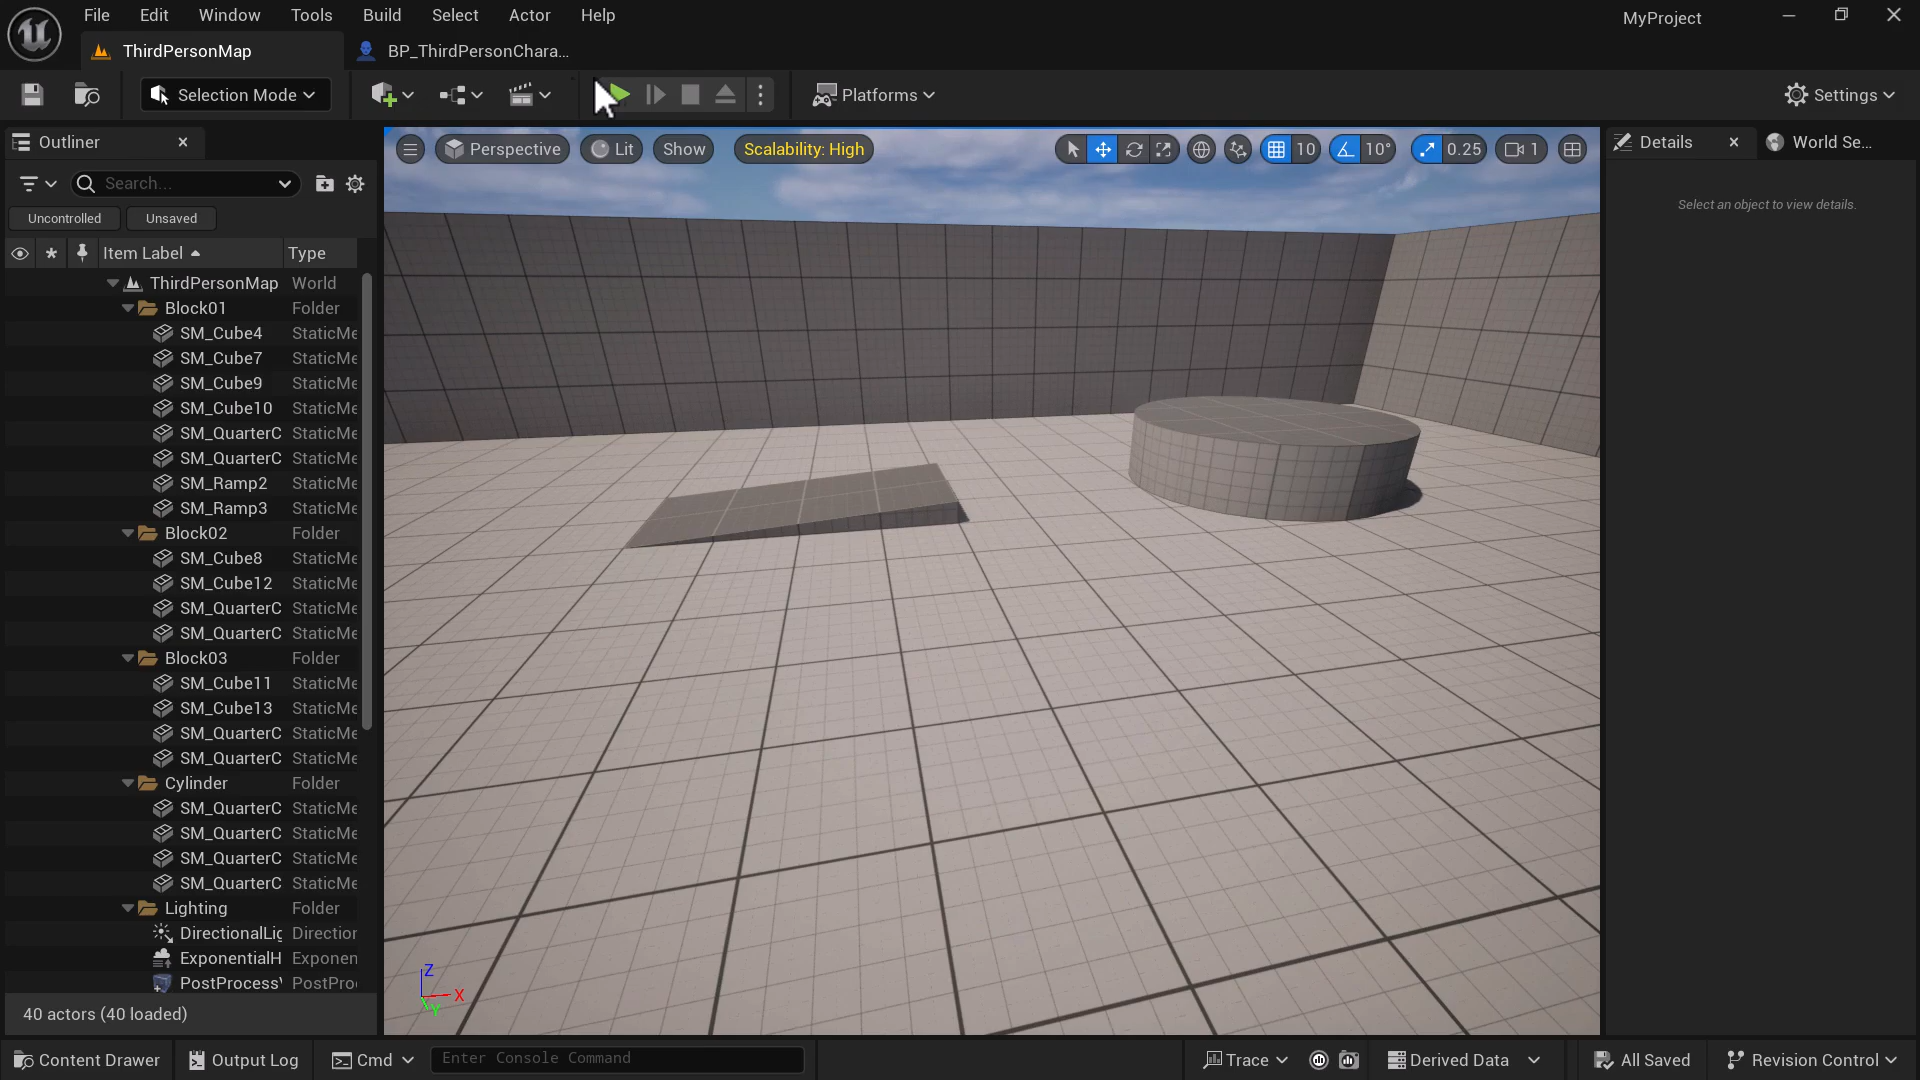 File Edit Window Tools Build Select Actor Help
MyProject
ThirdPersonMap
BP_ThirdPersonChara...
Selection Mode
Platforms
Settings
Outliner
Search...
Uncontrolled
Unsaved
Item Label
Type
ThirdPersonMap World
Block01 Folder
SM_Cube4 StaticMe
SM_Cube7 StaticMe
SM_Cube9 StaticMe
SM_Cube10 StaticMe
SM_QuarterC StaticMe
SM_QuarterC StaticMe
SM_Ramp2 StaticMe
SM_Ramp3 StaticMe
Block02 Folder
SM_Cube8 StaticMe
SM_Cube12 StaticMe
SM_QuarterC StaticMe
SM_QuarterC StaticMe
Block03 Folder
SM_Cube11 StaticMe
SM_Cube13 StaticMe
SM_QuarterC StaticMe
SM_QuarterC StaticMe
Cylinder Folder
SM_QuarterC StaticMe
SM_QuarterC StaticMe
SM_QuarterC StaticMe
SM_QuarterC StaticMe
Lighting Folder
DirectionalLig Direction
ExponentialH Exponen
PostProcessV PostPro
40 actors (40 loaded)
Perspective
Lit
Show
Scalability: High
10
10°
0.25
1
Z
X
Y
Details
World Se...
Select an object to view details.
Content Drawer
Output Log
Cmd
Enter Console Command
Trace
Derived Data
All Saved
Revision Control